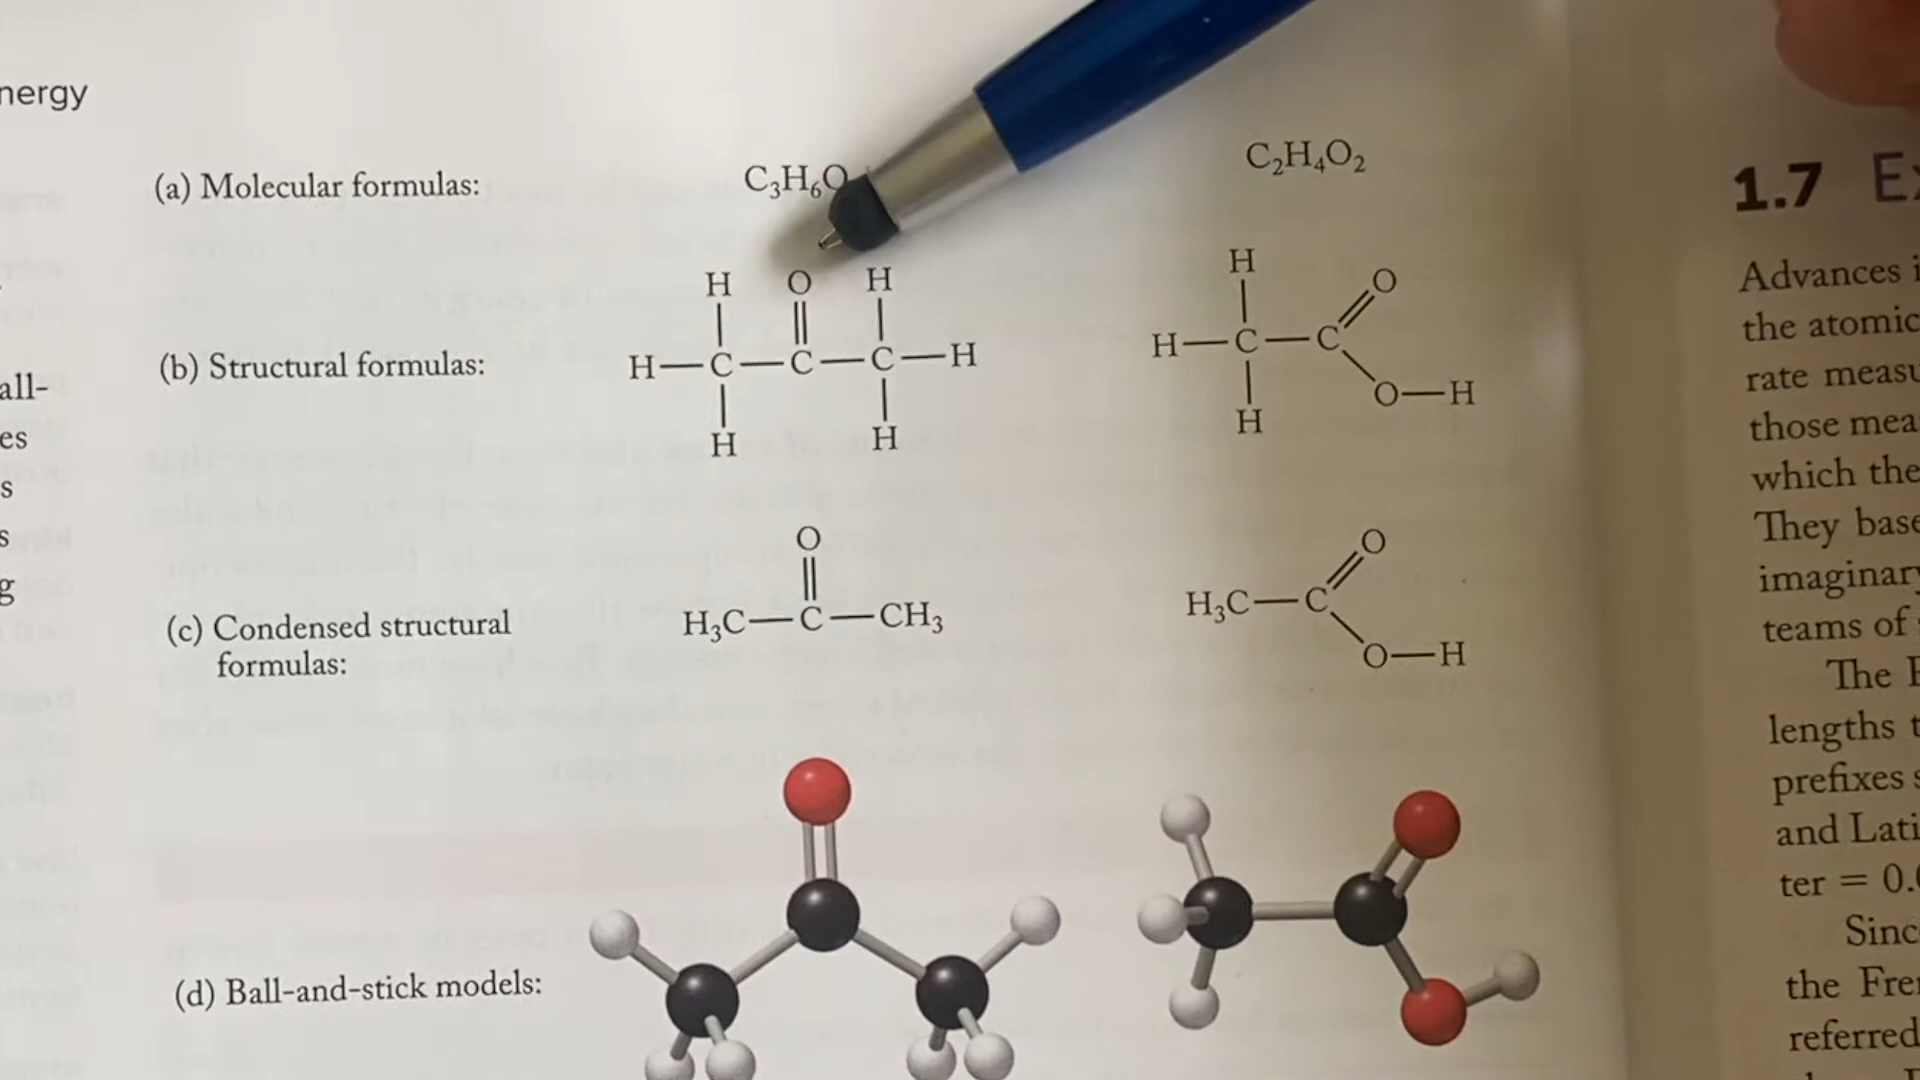 nergy
(a) Molecular formulas: C₃H₆O C₂H₄O₂
H O H
(b) Structural formulas: H—C—C—C—H
H H
H O
H—C—C
O—H
H
O
(c) Condensed structural H₃C—C—CH₃
formulas:
O
H₃C—C
O—H
(d) Ball-and-stick models:
all-
es
s
s
g
1.7
Advances i
the atomic
rate measu
those mea
which the
They base
imaginary
teams of
The
lengths t
prefixes s
and Lati
ter = 0.0
Sinc
the Fre
referred